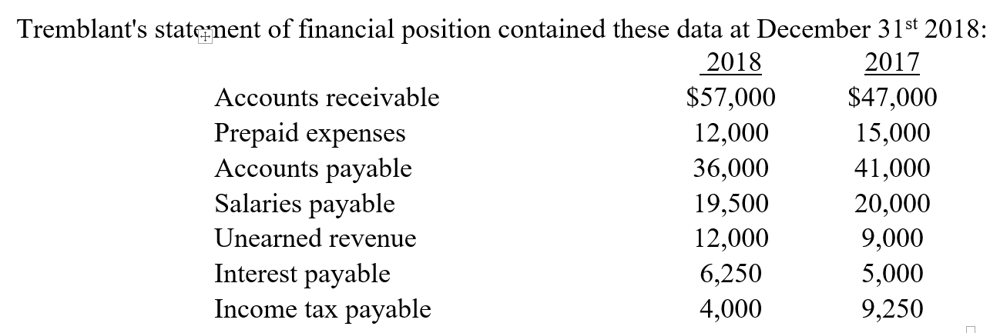 Tremblant's statement of financial position contained these data at December 31st 2018:
2018 2017
Accounts receivable $57,000 $47,000
Prepaid expenses 12,000 15,000
Accounts payable 36,000 41,000
Salaries payable 19,500 20,000
Unearned revenue 12,000 9,000
Interest payable 6,250 5,000
Income tax payable 4,000 9,250